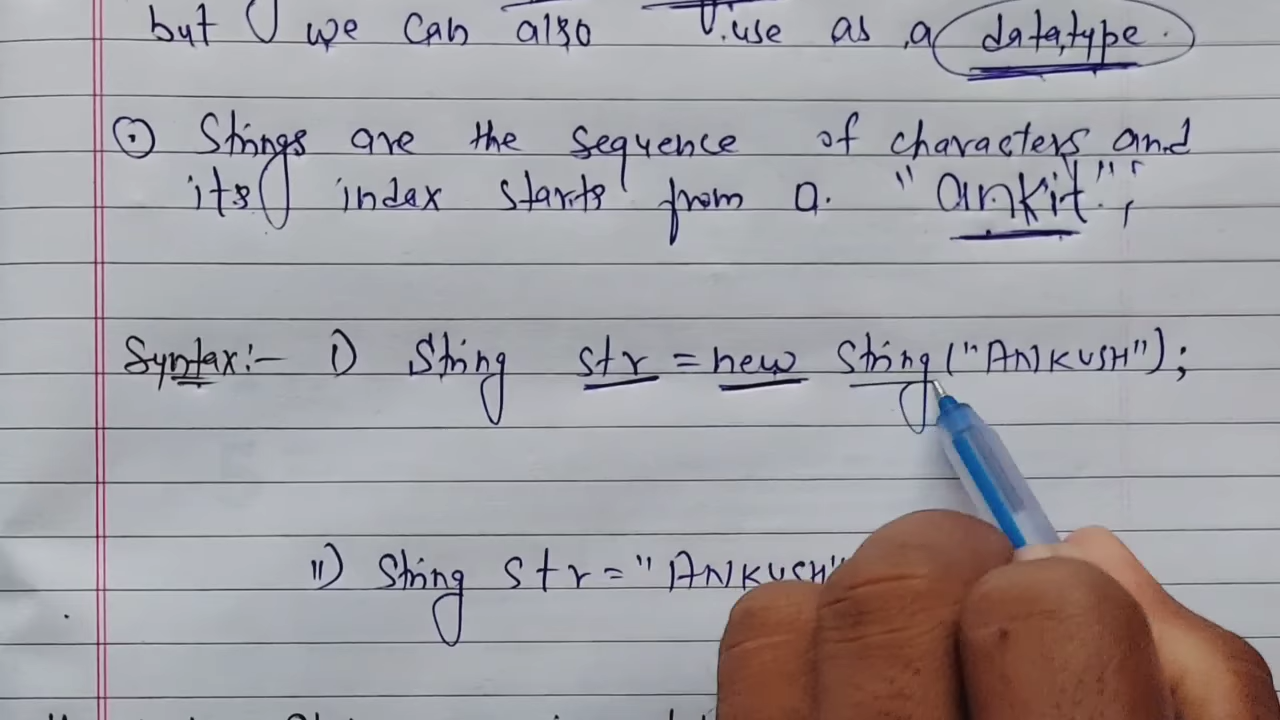 but we can also use as a datatype.
⊙ Strings are the sequence of characters and
its index starts from 0. "ankit";
Syntax:- i) String str = new String("ANKUSH");
ii) String str = "ANKUSH"